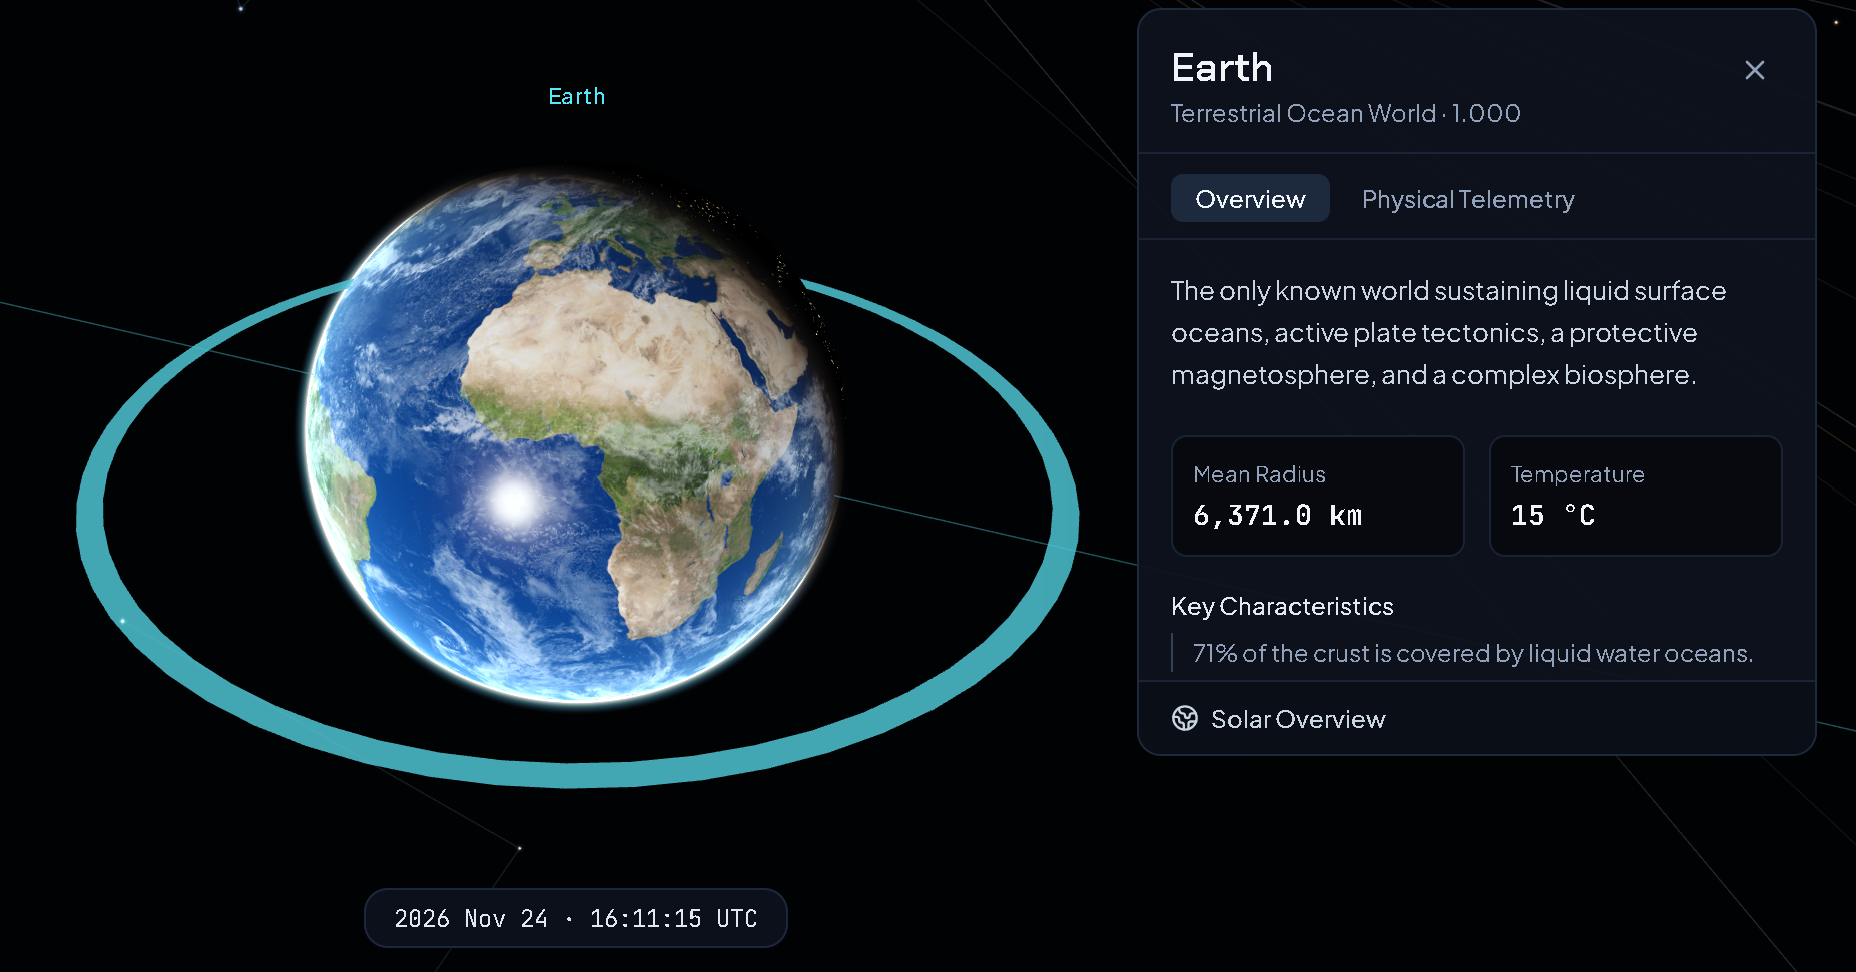 Earth
Earth
Terrestrial Ocean World · 1.000
Overview
Physical Telemetry
The only known world sustaining liquid surface
oceans, active plate tectonics, a protective
magnetosphere, and a complex biosphere.
Mean Radius
6,371.0 km
Temperature
15 °C
Key Characteristics
71% of the crust is covered by liquid water oceans.
Solar Overview
2026 Nov 24 · 16:11:15 UTC